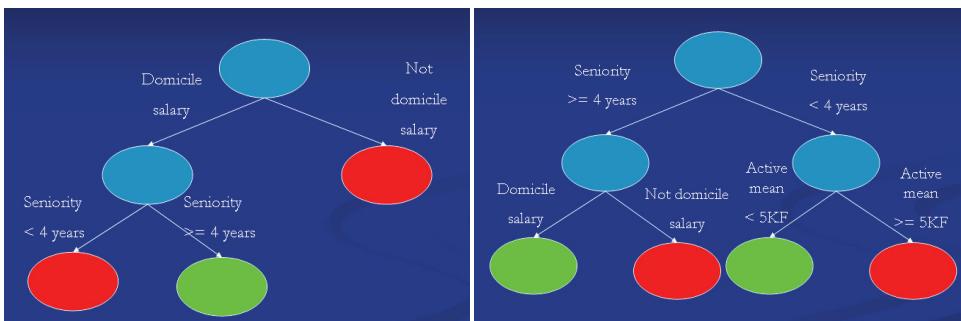 Domicile
salary
Not
domicile
salary
Seniority
< 4 years
Seniority
>= 4 years
Seniority
>= 4 years
Seniority
< 4 years
Domicile
salary
Not domicile
salary
Active
mean
< 5KF
Active
mean
>= 5KF